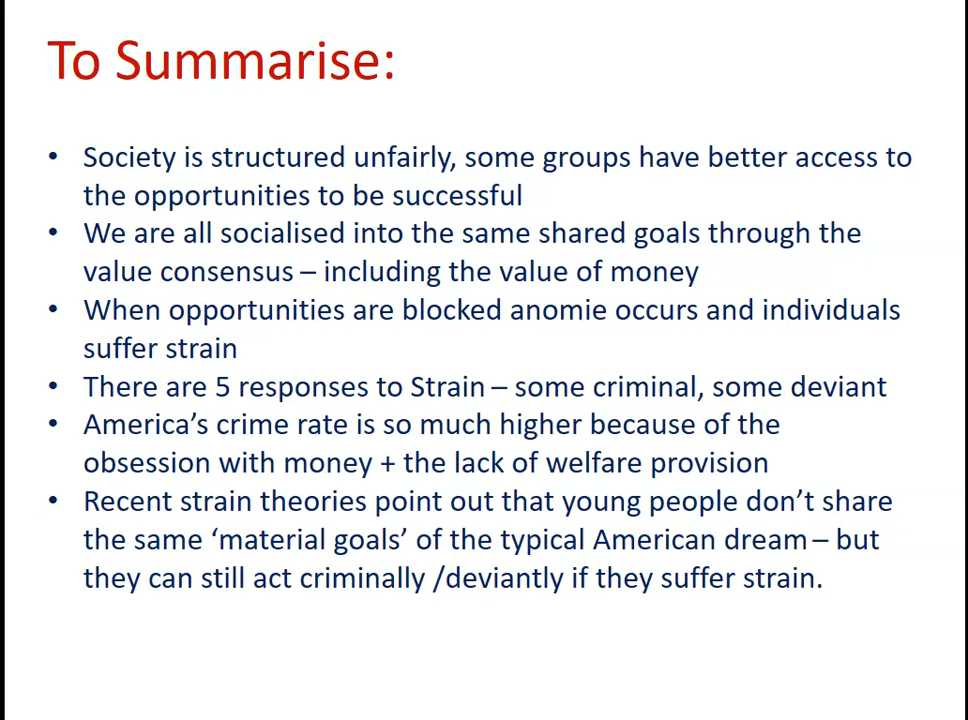 To Summarise:
• Society is structured unfairly, some groups have better access to
the opportunities to be successful
• We are all socialised into the same shared goals through the
value consensus – including the value of money
• When opportunities are blocked anomie occurs and individuals
suffer strain
• There are 5 responses to Strain – some criminal, some deviant
• America’s crime rate is so much higher because of the
obsession with money + the lack of welfare provision
• Recent strain theories point out that young people don’t share
the same ‘material goals’ of the typical American dream – but
they can still act criminally /deviantly if they suffer strain.